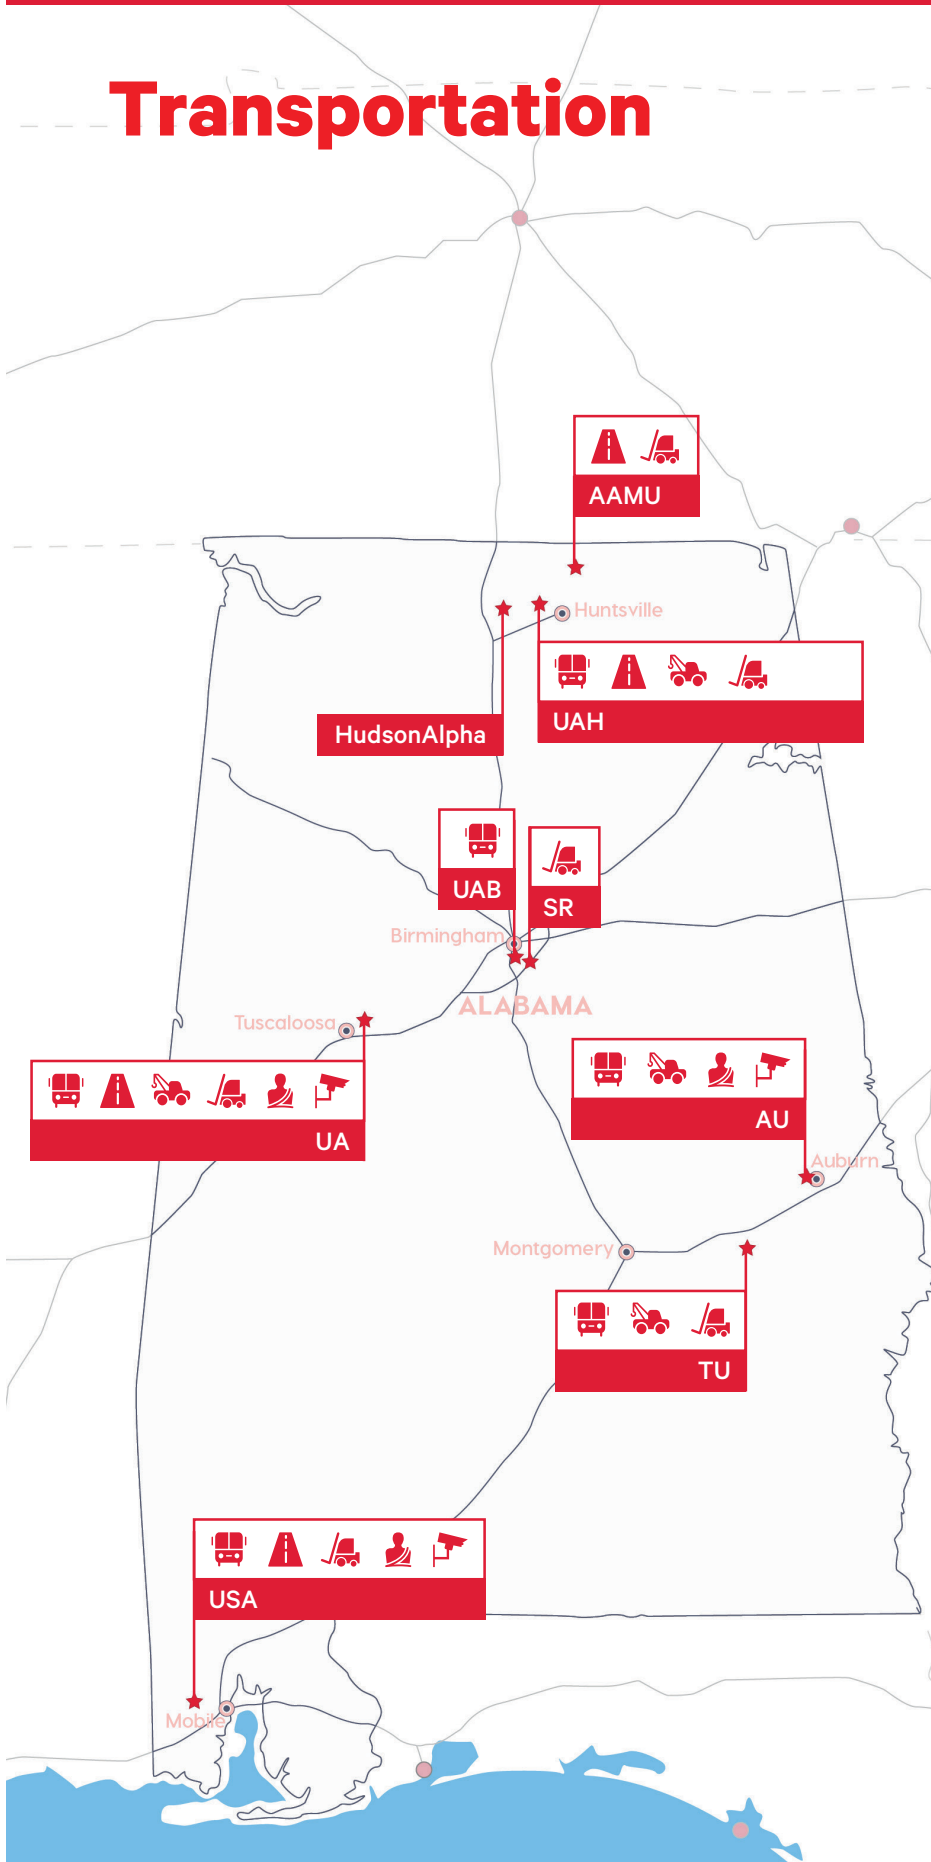 Transportation
AAMU
Huntsville
UAH
HudsonAlpha
UAB
SR
Birmingham
ALABAMA
Tuscaloosa
UA
AU
Auburn
Montgomery
TU
USA
Mobile